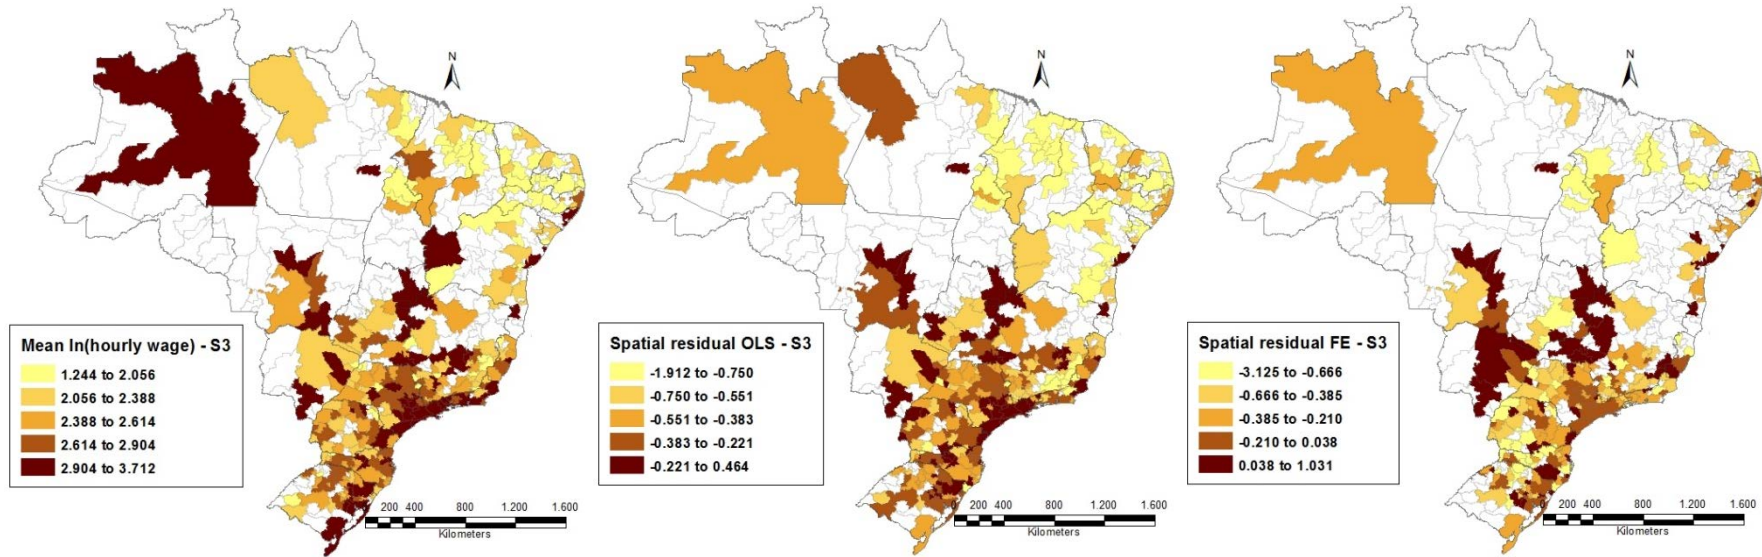 N
Mean ln(hourly wage) - S3
1.244 to 2.056
2.056 to 2.388
2.388 to 2.614
2.614 to 2.904
2.904 to 3.712
0 200 400 800 1.200 1.600
Kilometers
N
Spatial residual OLS - S3
-1.912 to -0.750
-0.750 to -0.551
-0.551 to -0.383
-0.383 to -0.221
-0.221 to 0.464
0 200 400 800 1.200 1.600
Kilometers
N
Spatial residual FE - S3
-3.125 to -0.666
-0.666 to -0.385
-0.385 to -0.210
-0.210 to 0.038
0.038 to 1.031
0 200 400 800 1.200 1.600
Kilometers